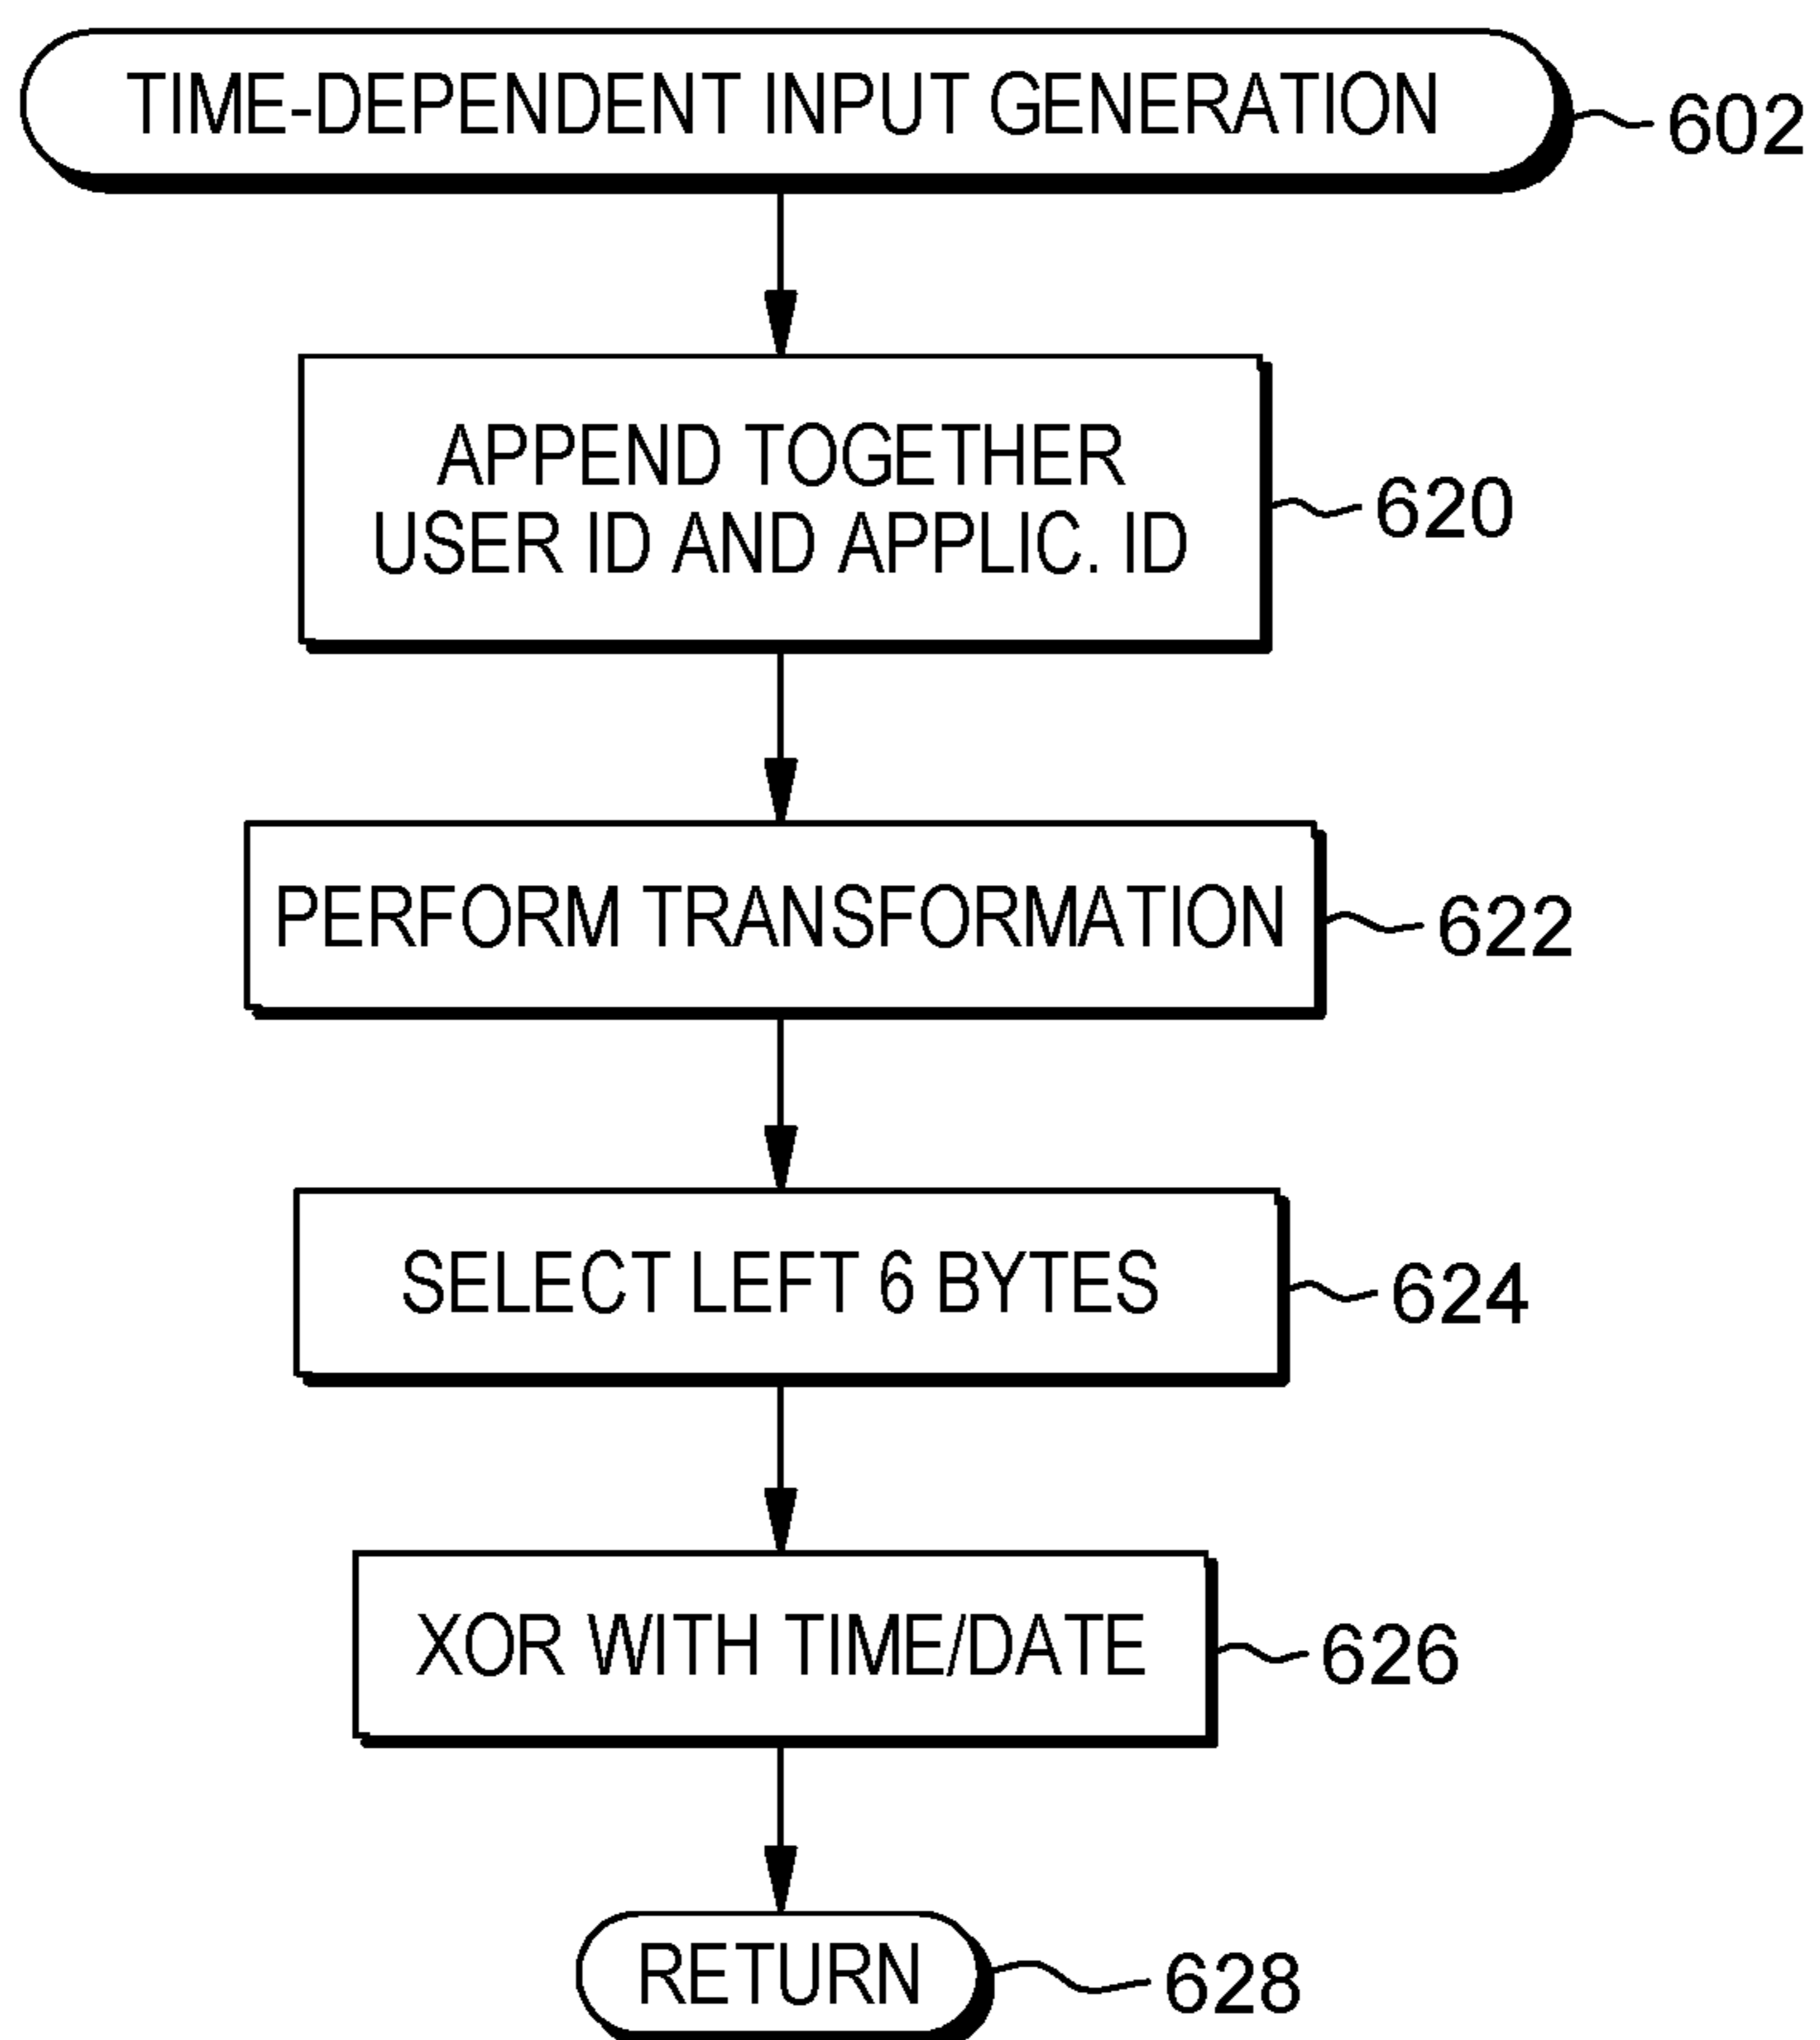 TIME-DEPENDENT INPUT GENERATION
602
APPEND TOGETHER
USER ID AND APPLIC. ID
620
PERFORM TRANSFORMATION
622
SELECT LEFT 6 BYTES
624
XOR WITH TIME/DATE
626
RETURN
628